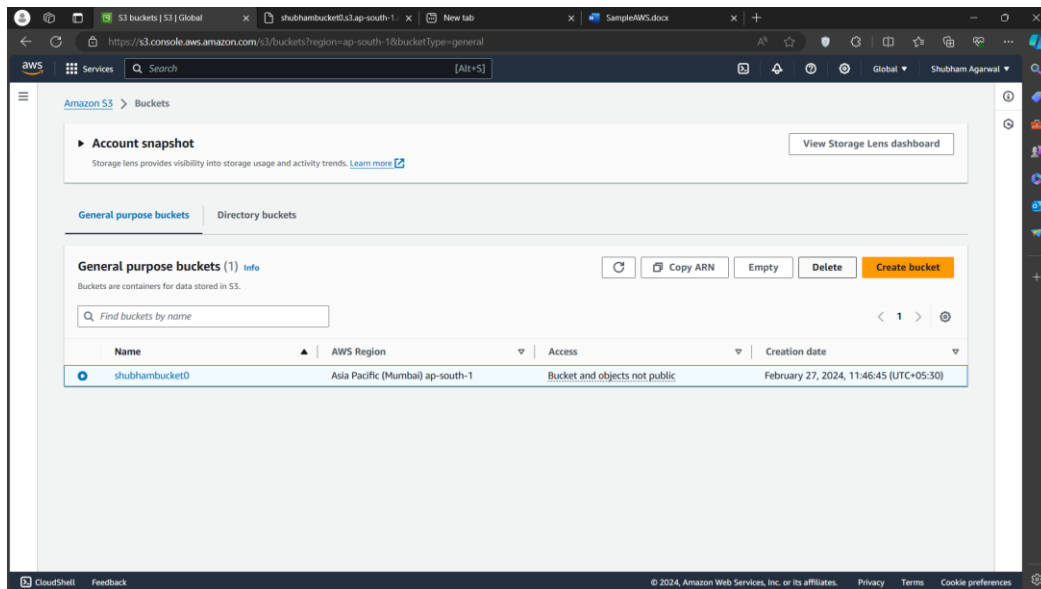 S3 buckets | S3 | Global
shubhambucket0.s3.ap-south-1.
New tab
SampleAWS.docx
https://s3.console.aws.amazon.com/s3/buckets?region=ap-south-1&bucketType=general
aws
Services
Search
[Alt+S]
Global
Shubham Agarwal
Amazon S3 > Buckets
Account snapshot
View Storage Lens dashboard
Storage lens provides visibility into storage usage and activity trends. Learn more
General purpose buckets
Directory buckets
General purpose buckets (1) Info
Copy ARN
Empty
Delete
Create bucket
Buckets are containers for data stored in S3.
Find buckets by name
1
Name
AWS Region
Access
Creation date
shubhambucket0
Asia Pacific (Mumbai) ap-south-1
Bucket and objects not public
February 27, 2024, 11:46:45 (UTC+05:30)
CloudShell
Feedback
© 2024, Amazon Web Services, Inc. or its affiliates.
Privacy
Terms
Cookie preferences